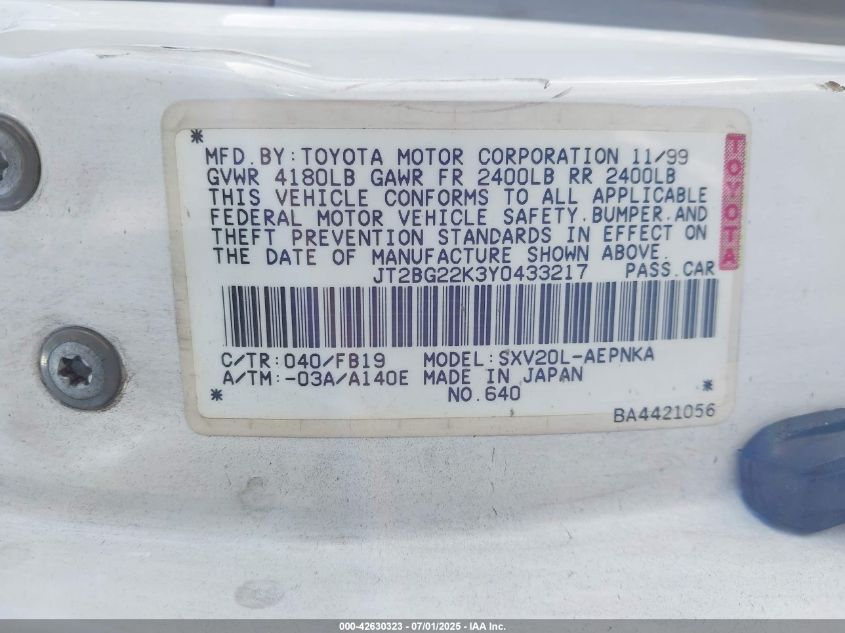 MFD. BY: TOYOTA MOTOR CORPORATION 11/99
GVWR 4180LB GAWR FR 2400LB RR 2400LB
THIS VEHICLE CONFORMS TO ALL APPLICABLE
FEDERAL MOTOR VEHICLE SAFETY, BUMPER, AND
THEFT PREVENTION STANDARDS IN EFFECT ON
THE DATE OF MANUFACTURE SHOWN ABOVE.
JT2BG22K3Y0433217 PASS. CAR
TOYOTA
C/TR: 040/FB19 MODEL: SXV20L-AEPNKA
A/TM: -03A/A140E MADE IN JAPAN
NO. 640
BA4421056
000-42630323 - 07/01/2025 - IAA Inc.